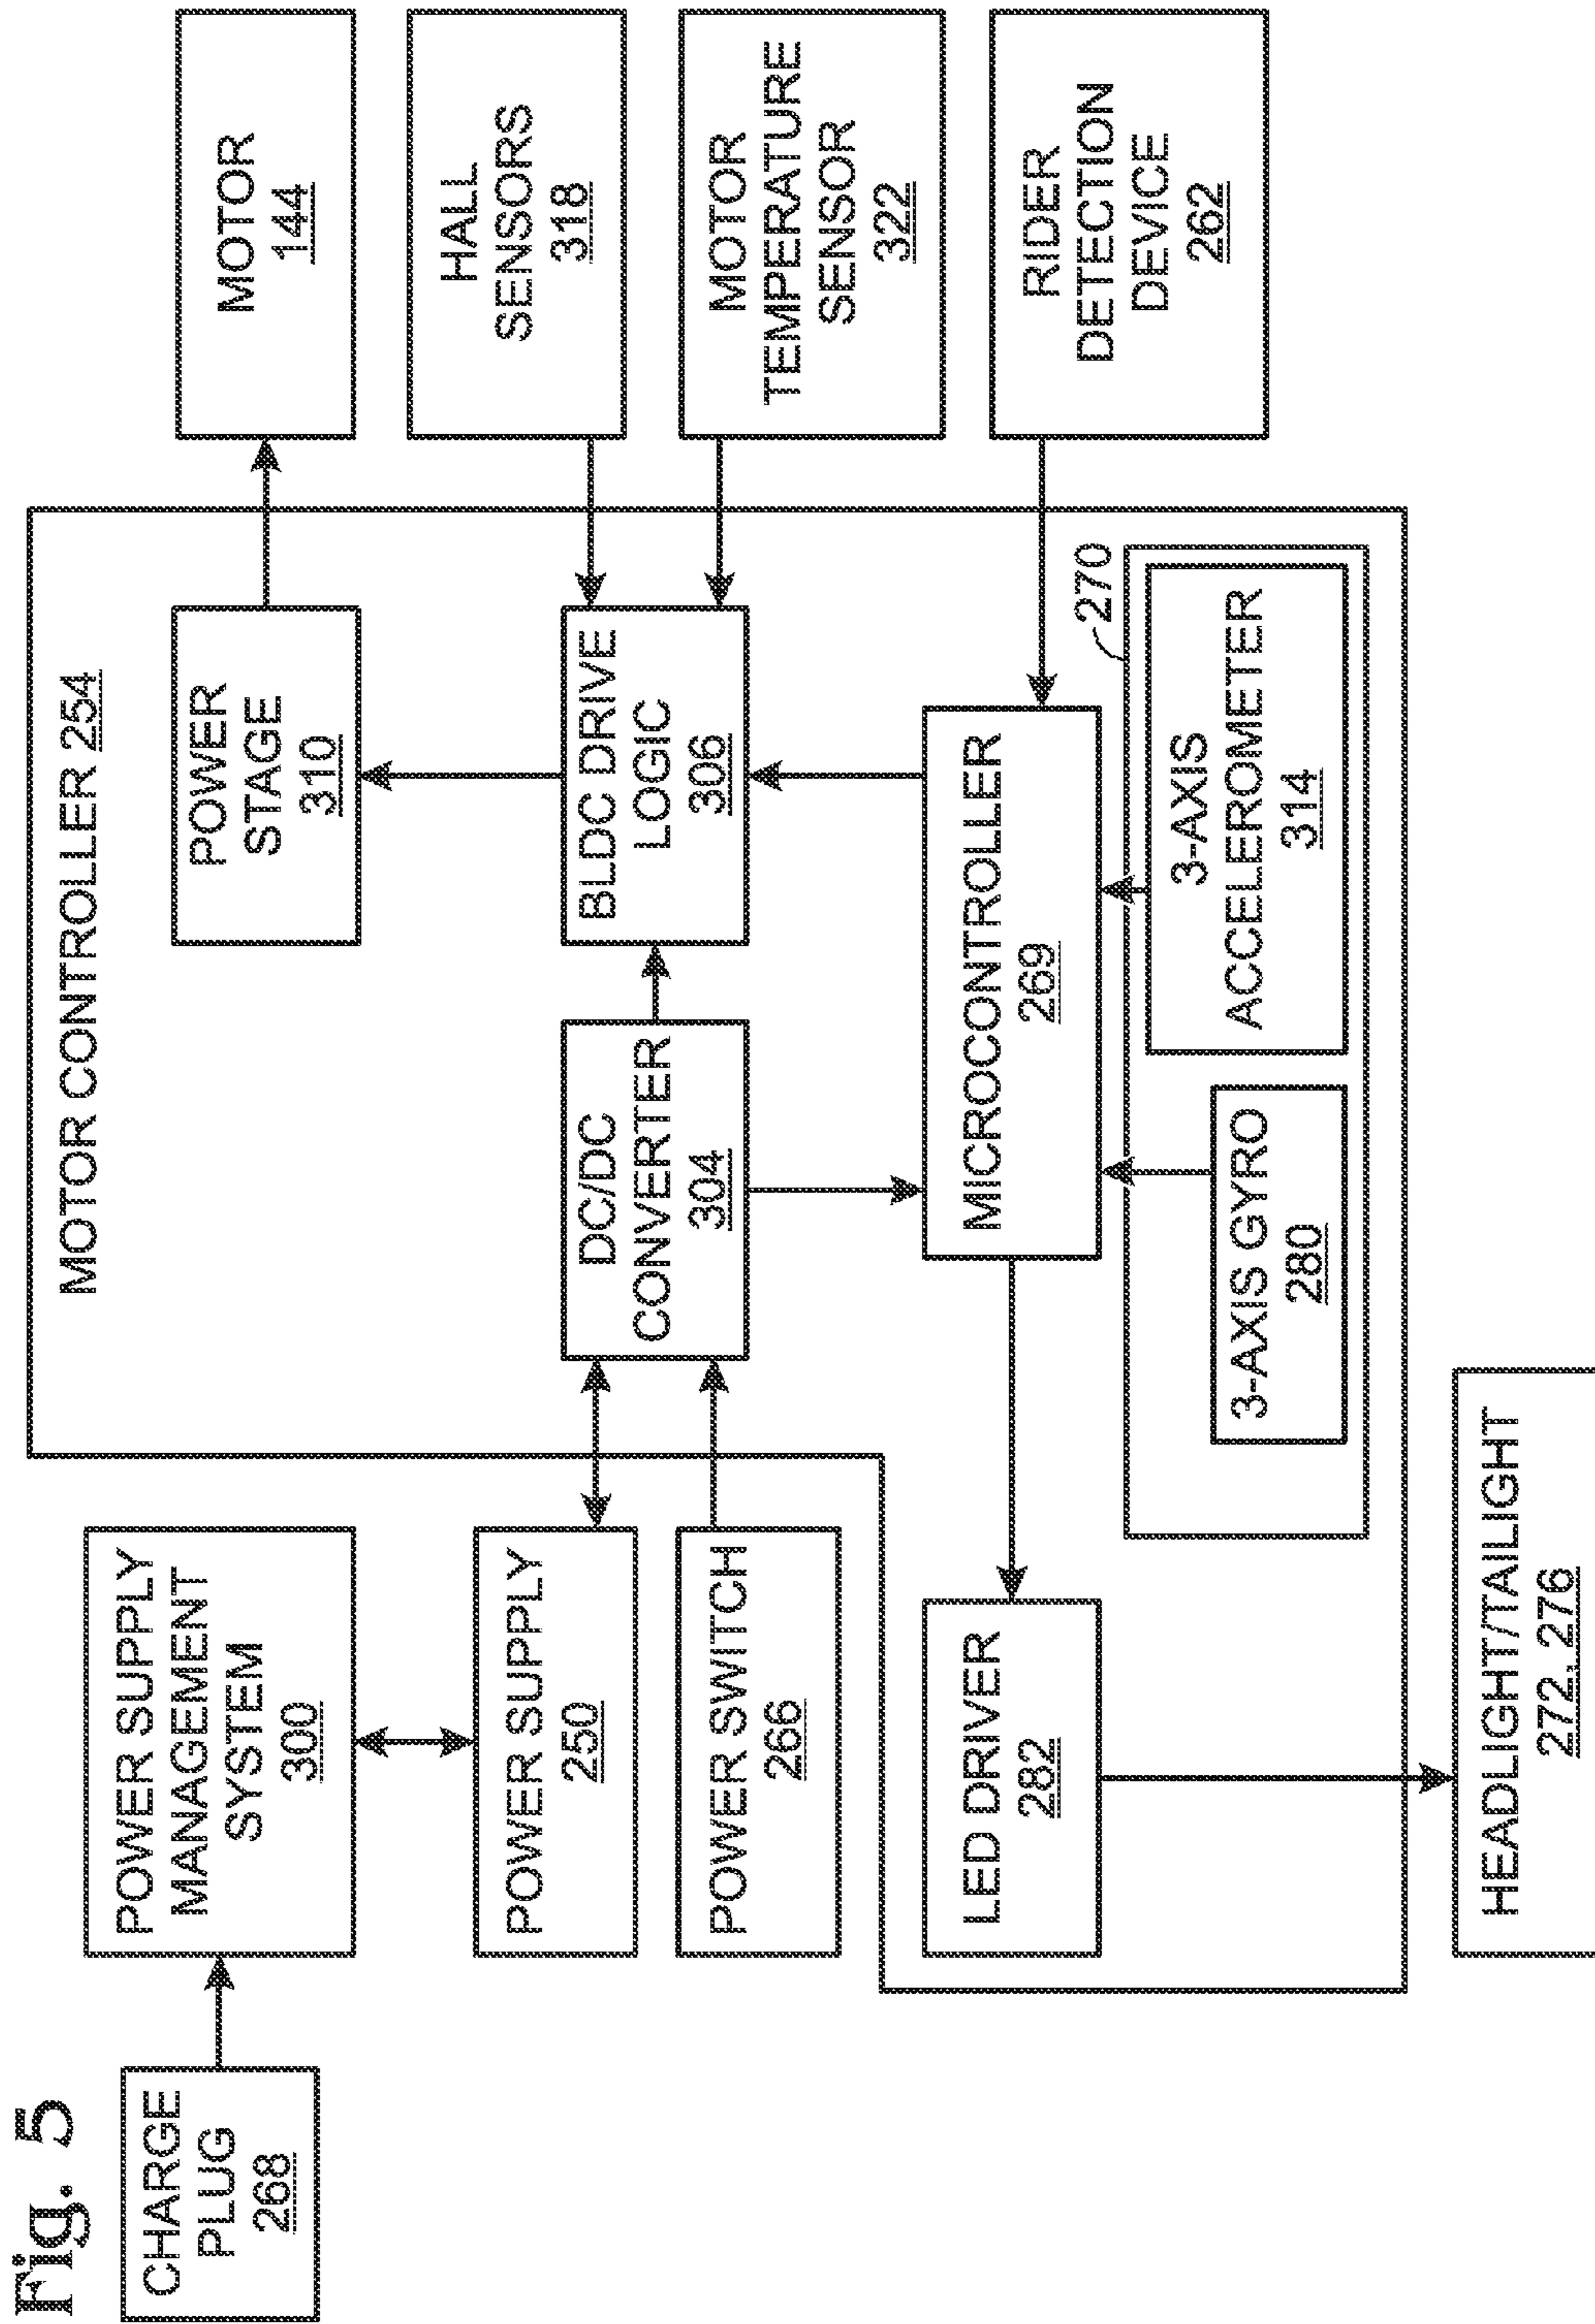 Fig. 5
CHARGE
PLUG
268
POWER SUPPLY
MANAGEMENT
SYSTEM
300
POWER SUPPLY
250
POWER SWITCH
266
MOTOR CONTROLLER 254
DC/DC
CONVERTER
304
POWER
STAGE
310
BLDC DRIVE
LOGIC
306
LED DRIVER
282
MICROCONTROLLER
269
270
3-AXIS GYRO
280
3-AXIS
ACCELEROMETER
314
MOTOR
144
HALL
SENSORS
318
MOTOR
TEMPERATURE
SENSOR
322
RIDER
DETECTION
DEVICE
262
HEADLIGHT/TAILIGHT
272, 276